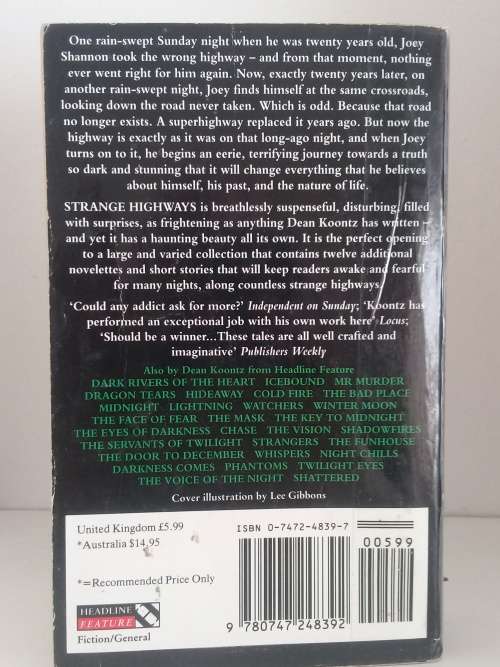 One rain-swept Sunday night when he was twenty years old, Joey
Shannon took the wrong highway – and from that moment, nothing
ever went right for him again. Now, exactly twenty years later, on
another rain-swept night, Joey finds himself at the same crossroads,
looking down the road never taken. Which is odd. Because that road
no longer exists. A superhighway replaced it years ago. But now the
highway is exactly as it was on that long-ago night, and when Joey
turns on to it, he begins an eerie, terrifying journey towards a truth
so dark and stunning that it will change everything that he believes
about himself, his past, and the nature of life.
STRANGE HIGHWAYS is breathlessly suspenseful, disturbing, filled
with surprises, as frightening as anything Dean Koontz has written –
and yet it has a haunting beauty all its own. It is the perfect opening
to a large and varied collection that contains twelve additional
novelettes and short stories that will keep readers awake and fearful
for many nights, along countless strange highways.
‘Could any addict ask for more?’ Independent on Sunday; ‘Koontz has
performed an exceptional job with his own work here’ Locus;
‘Should be a winner...These tales are all well crafted and
imaginative’ Publishers Weekly
Also by Dean Koontz from Headline Feature
DARK RIVERS OF THE HEART ICEBOUND MR MURDER
DRAGON TEARS HIDEAWAY COLD FIRE THE BAD PLACE
MIDNIGHT LIGHTNING WATCHERS WINTER MOON
THE FACE OF FEAR THE MASK THE KEY TO MIDNIGHT
THE EYES OF DARKNESS CHASE THE VISION SHADOWFIRES
THE SERVANTS OF TWILIGHT STRANGERS THE FUNHOUSE
THE DOOR TO DECEMBER WHISPERS NIGHT CHILLS
DARKNESS COMES PHANTOMS TWILIGHT EYES
THE VOICE OF THE NIGHT SHATTERED
Cover illustration by Lee Gibbons
United Kingdom £5.99
*Australia $14.95
*=Recommended Price Only
HEADLINE
FEATURE
Fiction/General
ISBN 0-7472-4839-7
00599
9 780747 248392